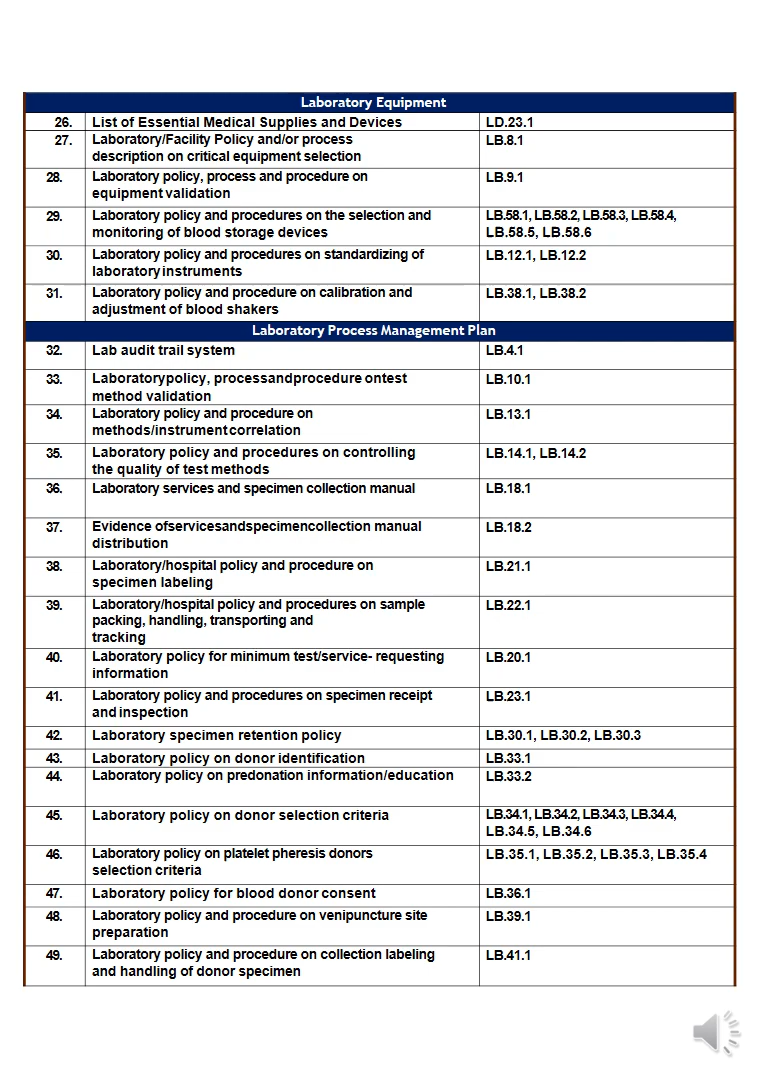 Laboratory Equipment
26. List of Essential Medical Supplies and Devices LD.23.1
27. Laboratory/Facility Policy and/or process LB.8.1
description on critical equipment selection
28. Laboratory policy, process and procedure on LB.9.1
equipment validation
29. Laboratory policy and procedures on the selection and LB.58.1, LB.58.2, LB.58.3, LB.58.4,
monitoring of blood storage devices LB.58.5, LB.58.6
30. Laboratory policy and procedures on standardizing of LB.12.1, LB.12.2
laboratory instruments
31. Laboratory policy and procedure on calibration and LB.38.1, LB.38.2
adjustment of blood shakers
Laboratory Process Management Plan
32. Lab audit trail system LB.4.1
33. Laboratorypolicy, processandprocedure ontest LB.10.1
method validation
34. Laboratory policy and procedure on LB.13.1
methods/instrumentcorrelation
35. Laboratory policy and procedures on controlling LB.14.1, LB.14.2
the quality of test methods
36. Laboratory services and specimen collection manual LB.18.1
37. Evidence ofservicesandspecimencollection manual LB.18.2
distribution
38. Laboratory/hospital policy and procedure on LB.21.1
specimen labeling
39. Laboratory/hospital policy and procedures on sample LB.22.1
packing, handling, transporting and
tracking
40. Laboratory policy for minimum test/service- requesting LB.20.1
information
41. Laboratory policy and procedures on specimen receipt LB.23.1
and inspection
42. Laboratory specimen retention policy LB.30.1, LB.30.2, LB.30.3
43. Laboratory policy on donor identification LB.33.1
44. Laboratory policy on predonation information/education LB.33.2
45. Laboratory policy on donor selection criteria LB.34.1, LB.34.2, LB.34.3, LB.34.4,
LB.34.5, LB.34.6
46. Laboratory policy on platelet pheresis donors LB.35.1, LB.35.2, LB.35.3, LB.35.4
selection criteria
47. Laboratory policy for blood donor consent LB.36.1
48. Laboratory policy and procedure on venipuncture site LB.39.1
preparation
49. Laboratory policy and procedure on collection labeling LB.41.1
and handling of donor specimen